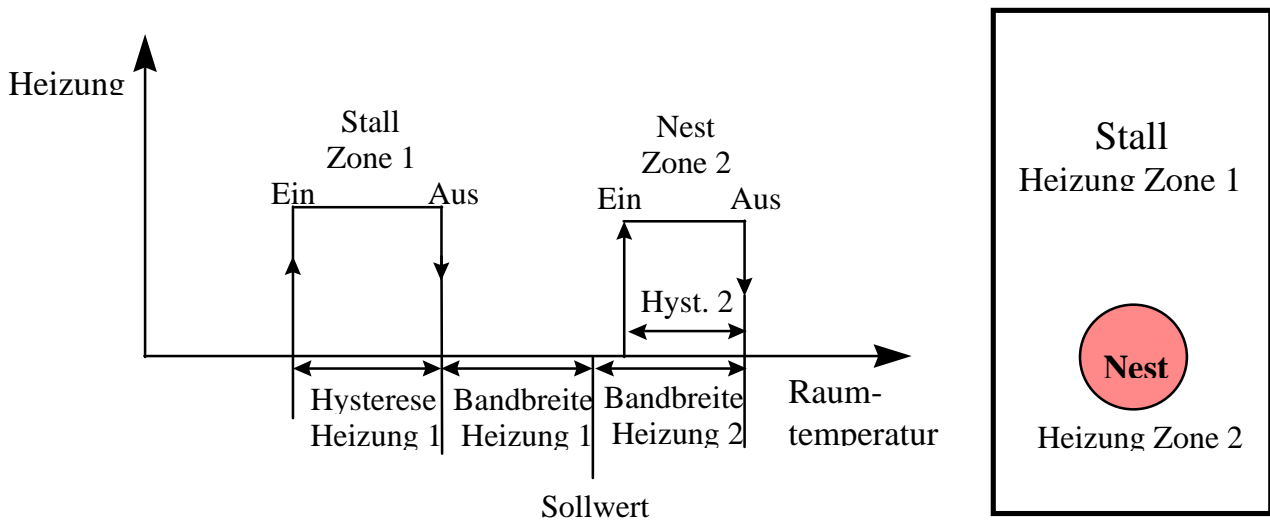 Heizung
Stall
Zone 1
Ein
Aus
Nest
Zone 2
Ein
Aus
Hyst. 2
Hysterese
Heizung 1
Bandbreite
Heizung 1
Bandbreite
Heizung 2
Raum-
temperatur
Sollwert
Stall
Heizung Zone 1
Nest
Heizung Zone 2